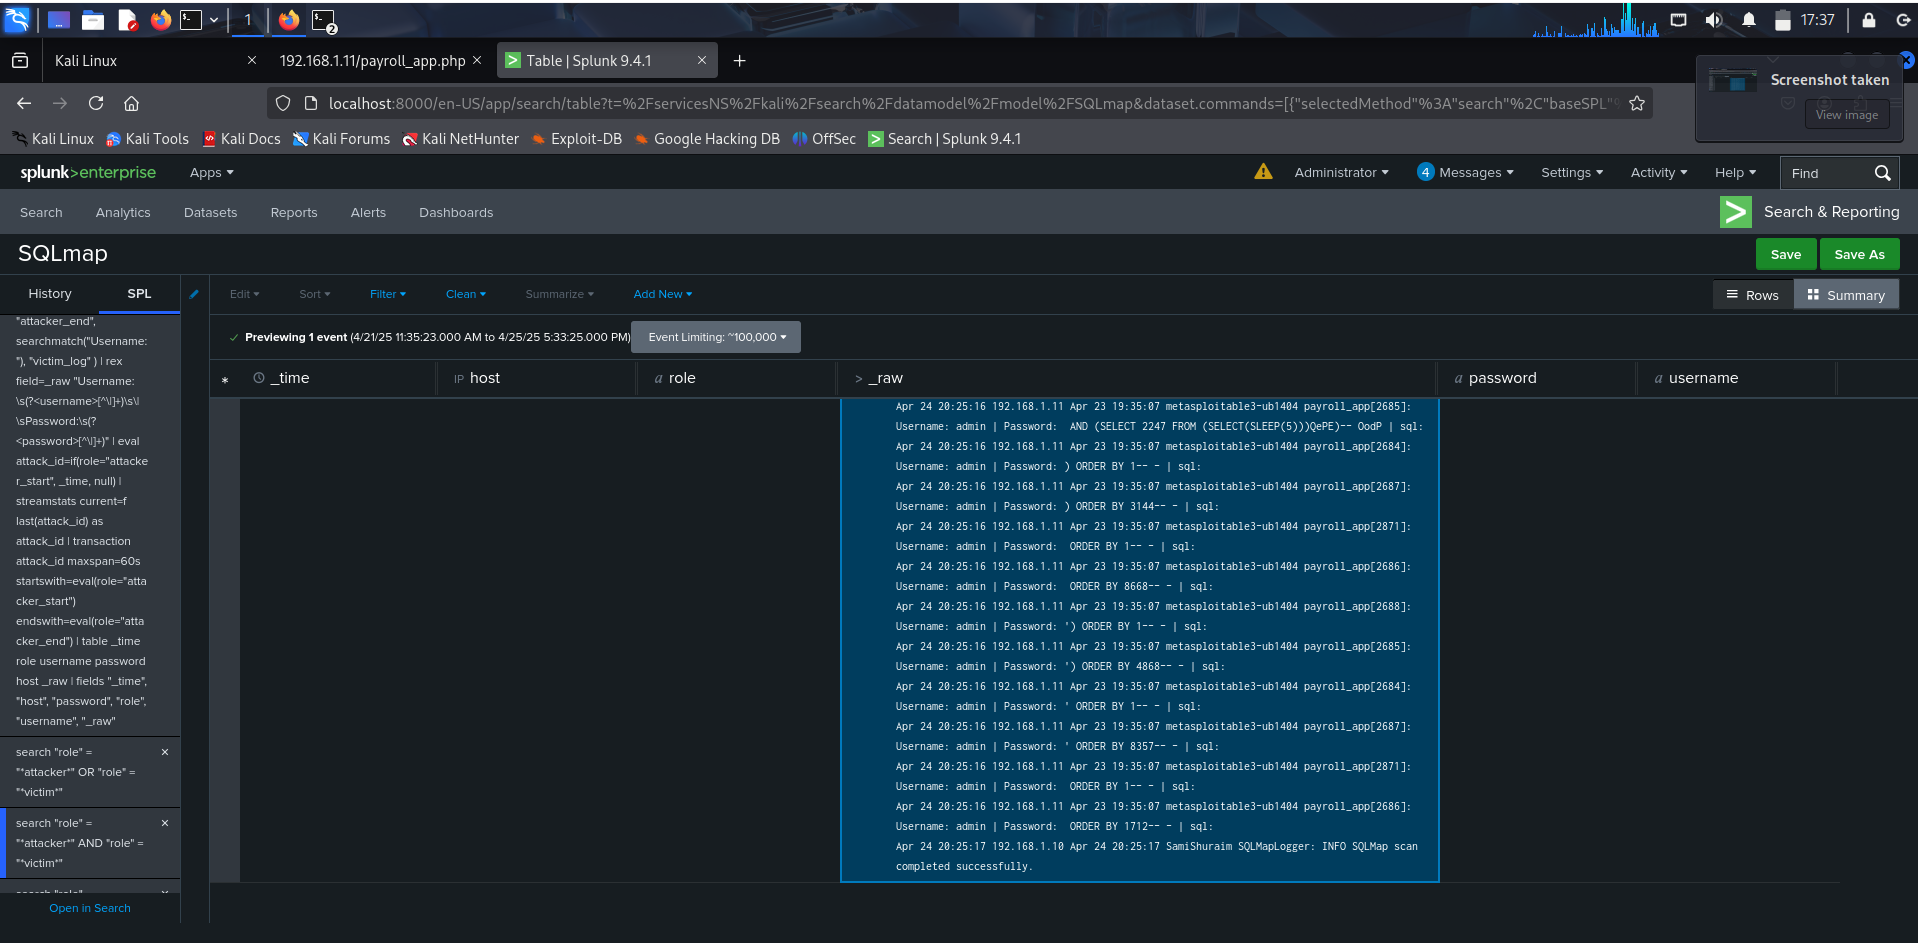 1
2
17:37
Kali Linux
192.168.1.11/payroll_app.php
Table | Splunk 9.4.1
Screenshot taken
View image
localhost:8000/en-US/app/search/table?t=%2FservicesNS%2Fkali%2Fsearch%2Fdatamodel%2Fmodel%2FSQLmap&dataset.commands=[{"selectedMethod"%3A"search"%2C"baseSPL"%
Kali Linux Kali Tools Kali Docs Kali Forums Kali NetHunter Exploit-DB Google Hacking DB OffSec Search | Splunk 9.4.1
splunk>enterprise Apps Administrator 4 Messages Settings Activity Help Find
Search Analytics Datasets Reports Alerts Dashboards Search & Reporting
SQLmap Save Save As
History SPL Edit Sort Filter Clean Summarize Add New Rows Summary
"attacker_end",
searchmatch("Username:
"), "victim_log" ) | rex
field=_raw "Username:
\s(?<username>[^\|]+)\s\|
\sPassword:\s(?
<password>[^\|]+)" | eval
attack_id=if(role="attacke
r_start", _time, null) |
streamstats current=f
last(attack_id) as
attack_id | transaction
attack_id maxspan=60s
startswith=eval(role="atta
cker_start")
endswith=eval(role="atta
cker_end") | table _time
role username password
host _raw | fields "_time",
"host", "password", "role",
"username", "_raw"
search "role" =
"*attacker*" OR "role" =
"*victim*"
search "role" =
"*attacker*" AND "role" =
"*victim*"
search "role"
Open in Search
Previewing 1 event (4/21/25 11:35:23.000 AM to 4/25/25 5:33:25.000 PM) Event Limiting: ~100,000
* _time IP host a role > _raw a password a username
Apr 24 20:25:16 192.168.1.11 Apr 23 19:35:07 metasploitable3-ub1404 payroll_app[2685]:
Username: admin | Password:  AND (SELECT 2247 FROM (SELECT(SLEEP(5)))QePE)-- OodP | sql:
Apr 24 20:25:16 192.168.1.11 Apr 23 19:35:07 metasploitable3-ub1404 payroll_app[2684]:
Username: admin | Password: ) ORDER BY 1-- - | sql:
Apr 24 20:25:16 192.168.1.11 Apr 23 19:35:07 metasploitable3-ub1404 payroll_app[2687]:
Username: admin | Password: ) ORDER BY 3144-- - | sql:
Apr 24 20:25:16 192.168.1.11 Apr 23 19:35:07 metasploitable3-ub1404 payroll_app[2871]:
Username: admin | Password:  ORDER BY 1-- - | sql:
Apr 24 20:25:16 192.168.1.11 Apr 23 19:35:07 metasploitable3-ub1404 payroll_app[2686]:
Username: admin | Password:  ORDER BY 8668-- - | sql:
Apr 24 20:25:16 192.168.1.11 Apr 23 19:35:07 metasploitable3-ub1404 payroll_app[2688]:
Username: admin | Password: ') ORDER BY 1-- - | sql:
Apr 24 20:25:16 192.168.1.11 Apr 23 19:35:07 metasploitable3-ub1404 payroll_app[2685]:
Username: admin | Password: ') ORDER BY 4868-- - | sql:
Apr 24 20:25:16 192.168.1.11 Apr 23 19:35:07 metasploitable3-ub1404 payroll_app[2684]:
Username: admin | Password: ' ORDER BY 1-- - | sql:
Apr 24 20:25:16 192.168.1.11 Apr 23 19:35:07 metasploitable3-ub1404 payroll_app[2687]:
Username: admin | Password: ' ORDER BY 8357-- - | sql:
Apr 24 20:25:16 192.168.1.11 Apr 23 19:35:07 metasploitable3-ub1404 payroll_app[2871]:
Username: admin | Password:  ORDER BY 1-- - | sql:
Apr 24 20:25:16 192.168.1.11 Apr 23 19:35:07 metasploitable3-ub1404 payroll_app[2686]:
Username: admin | Password:  ORDER BY 1712-- - | sql:
Apr 24 20:25:17 192.168.1.10 Apr 24 20:25:17 SamiShuraim SQLMapLogger: INFO SQLMap scan
completed successfully.